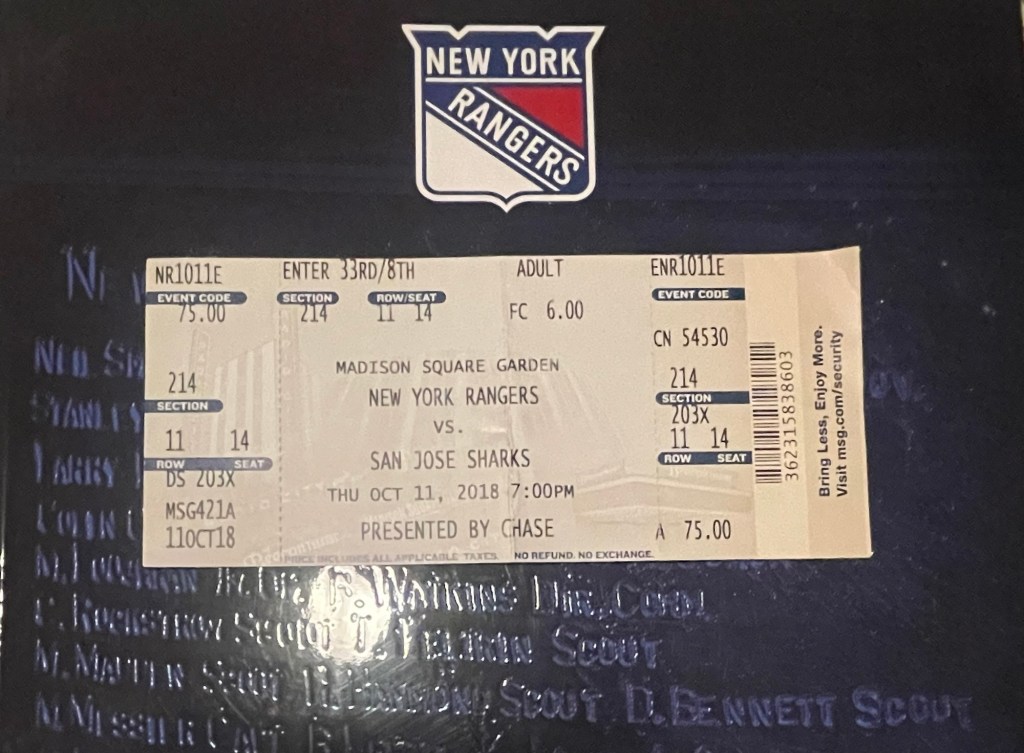 NEW YORK
RANGERS
NR1011E ENTER 33RD/8TH ADULT ENR1011E
EVENT CODE SECTION ROW/SEAT EVENT CODE
75.00 214 11 14 FC 6.00
CN 54530
MADISON SQUARE GARDEN
214 NEW YORK RANGERS 214
SECTION SECTION
VS. 203X
11 14 11 14
ROW SEAT SAN JOSE SHARKS ROW SEAT
DS 203X
THU OCT 11, 2018 7:00PM
MSG421A
11OCT18 PRESENTED BY CHASE A 75.00
PRICE INCLUDES ALL APPLICABLE TAXES. NO REFUND. NO EXCHANGE.
362315838603
Bring Less, Enjoy More.
Visit msg.com/security
WATKINS
SCOUT
SCOUT D. BENNETT SCOUT